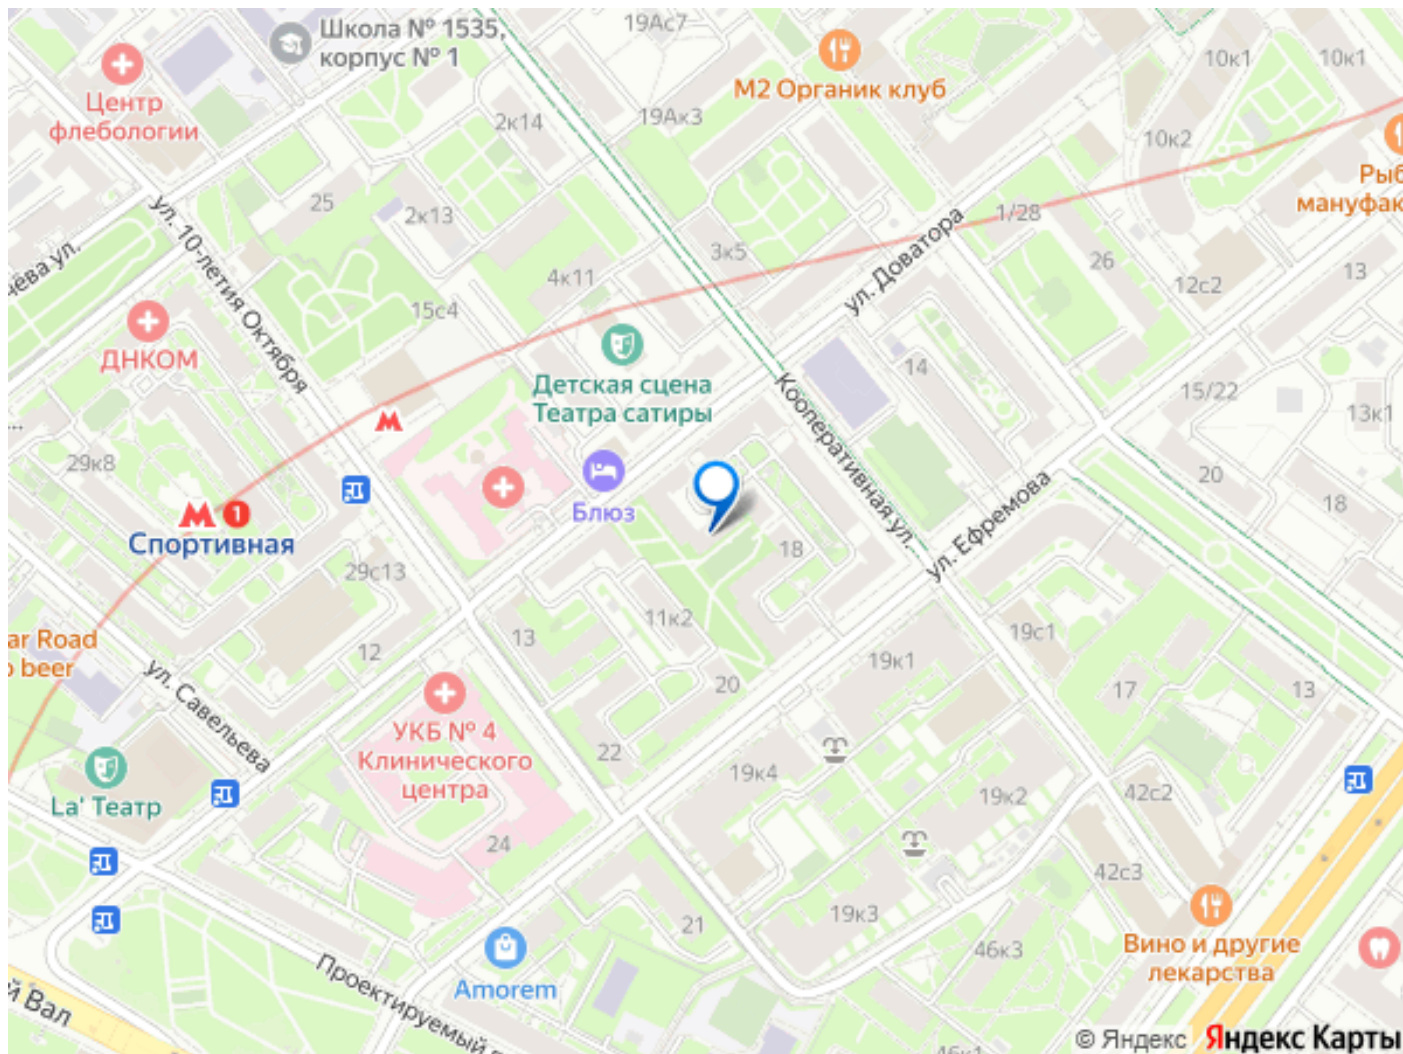 Школа № 1535,
корпус № 1
19Ас7
М2 Органик клуб
10к1
10к1
Центр
флебологии
2к14
19Ак3
10к2
25
2к13
ул. 10-летия Октября
3к5
1/28
ул. Доватора
26
12с2
13
4к11
15с4
ДНКОМ
Детская сцена
Театра сатиры
Кооперативная ул.
14
15/22
13к1
29к8
М
М
1
Спортивная
Блюз
20
18
ул. Ефремова
18
29с13
11к2
13
12
19с1
19к1
17
13
20
ул. Савельева
УКБ № 4
Клинического
центра
22
19к4
19к2
42с2
La' Театр
24
42с3
21
19к3
46к3
Вино и другие
лекарства
Amorem
Проектируемый
Вал
© Яндекс
Яндекс Карты